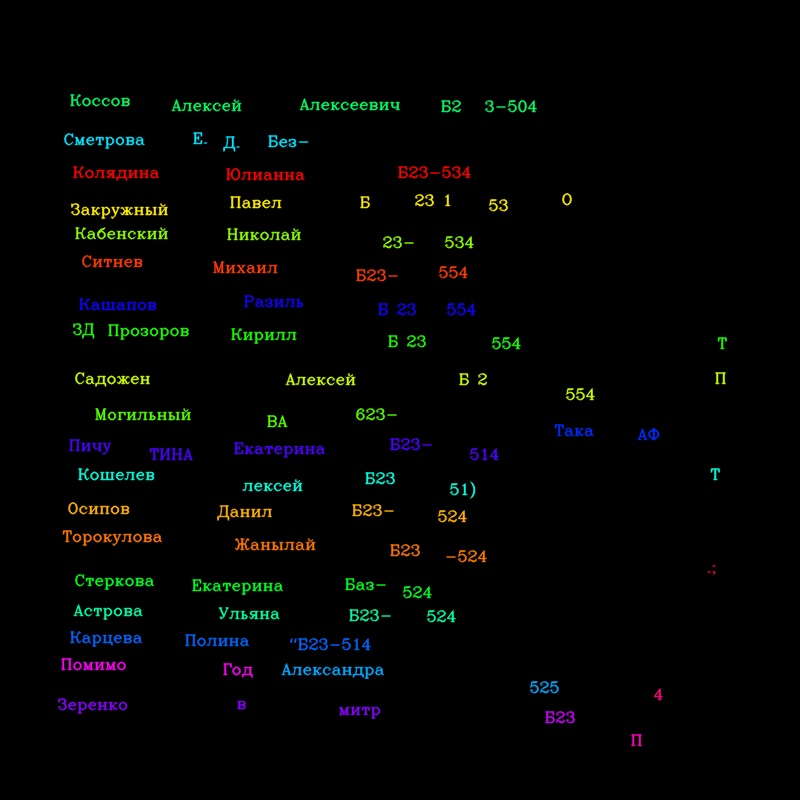 Коссов Алексей Алексеевич Б2 3-504
Сметрова Е. Д. Без-
Колядина Юлианна Б23-534
Закружный Павел Б 23 1 53 О
Кабенский Николай 23- 534
Ситнев Михаил Б23- 554
Кашапов Разиль Б 23 554
ЗД Прозоров Кирилл Б 23 554 Т
Садожен Алексей Б 2 554 П
Могильный ВА 623-
Така АФ
Пичу ТИНА Екатерина Б23- 514
Кошелев лексей Б23 51) Т
Осипов Данил Б23- 524
Торокулова Жанылай Б23 -524
.;
Стеркова Екатерина Баз- 524
Астрова Ульяна Б23- 524
Карцева Полина "Б23-514
Помимо Год Александра 525 4
Зеренко в митр Б23
П